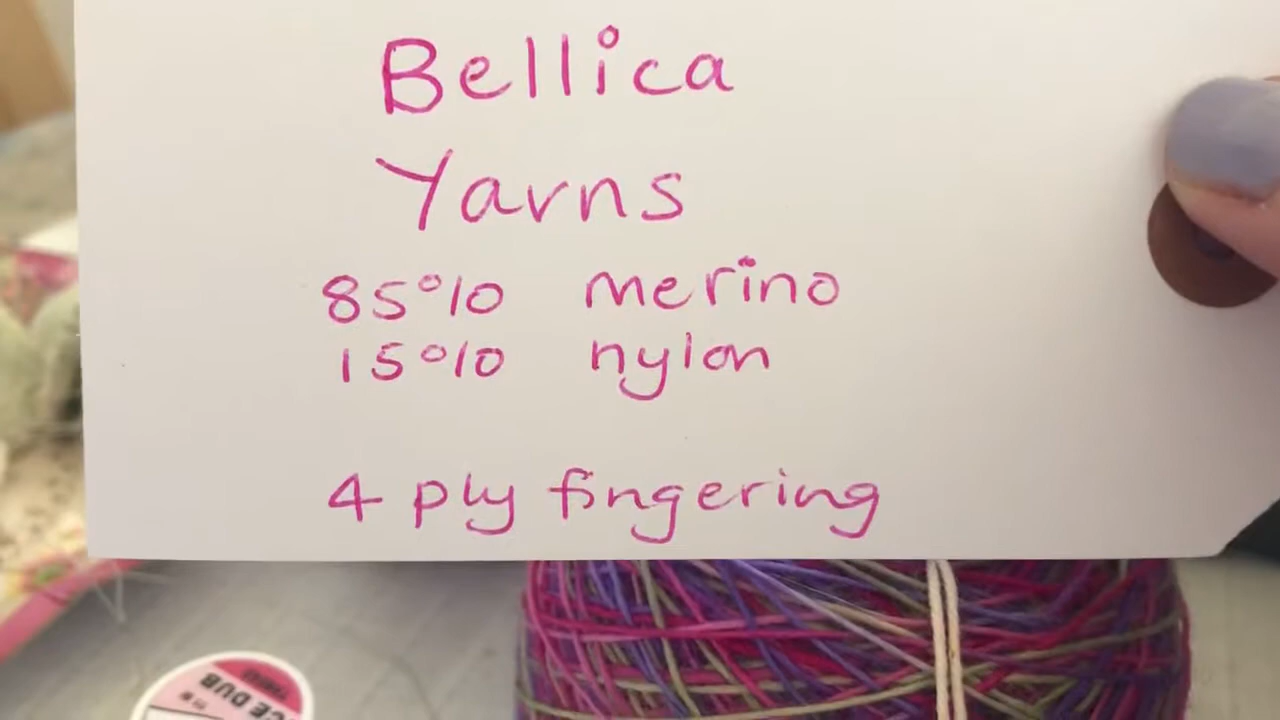 Bellica
Yarns
85% merino
15% nylon
4 ply fingering